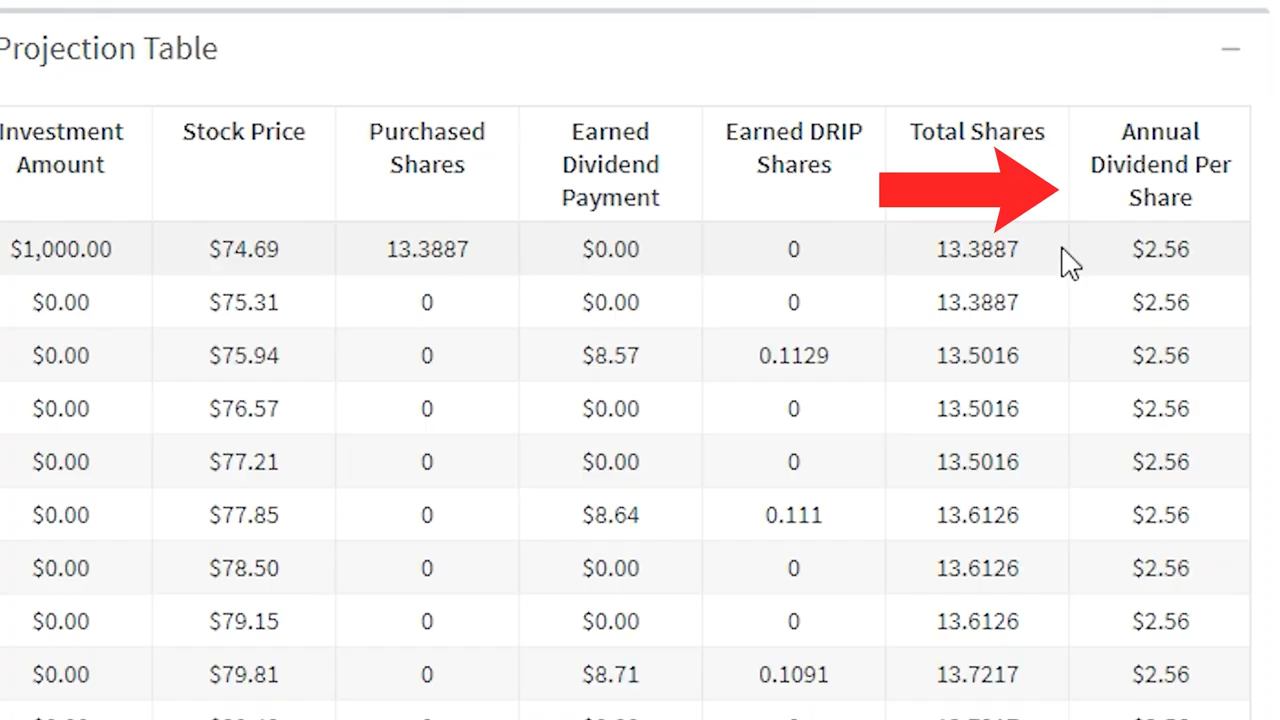 Projection Table
Investment Amount Stock Price Purchased Shares Earned Dividend Payment Earned DRIP Shares Total Shares Annual Dividend Per Share
$1,000.00 $74.69 13.3887 $0.00 0 13.3887 $2.56
$0.00 $75.31 0 $0.00 0 13.3887 $2.56
$0.00 $75.94 0 $8.57 0.1129 13.5016 $2.56
$0.00 $76.57 0 $0.00 0 13.5016 $2.56
$0.00 $77.21 0 $0.00 0 13.5016 $2.56
$0.00 $77.85 0 $8.64 0.111 13.6126 $2.56
$0.00 $78.50 0 $0.00 0 13.6126 $2.56
$0.00 $79.15 0 $0.00 0 13.6126 $2.56
$0.00 $79.81 0 $8.71 0.1091 13.7217 $2.56